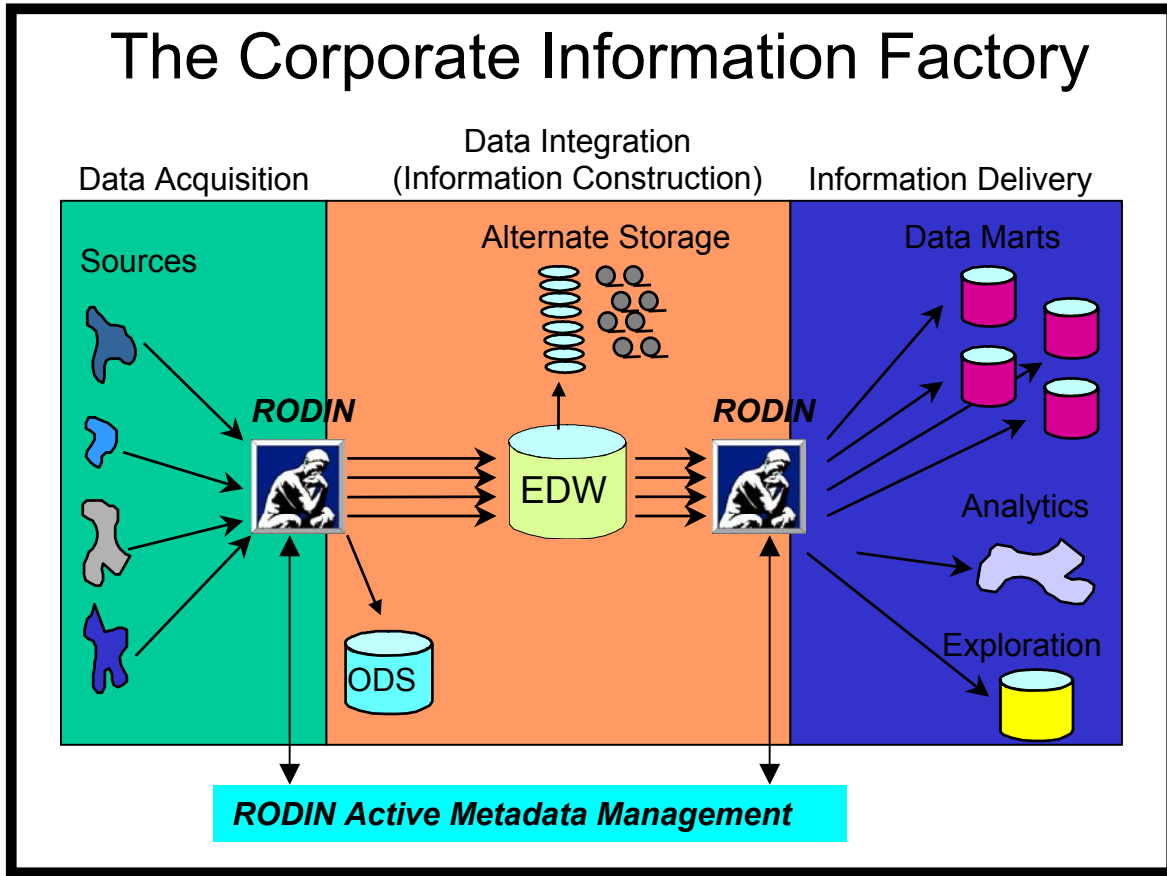 The Corporate Information Factory
Data Acquisition
Data Integration
(Information Construction)
Information Delivery
Sources
Alternate Storage
Data Marts
RODIN
RODIN
EDW
Analytics
ODS
Exploration
RODIN Active Metadata Management